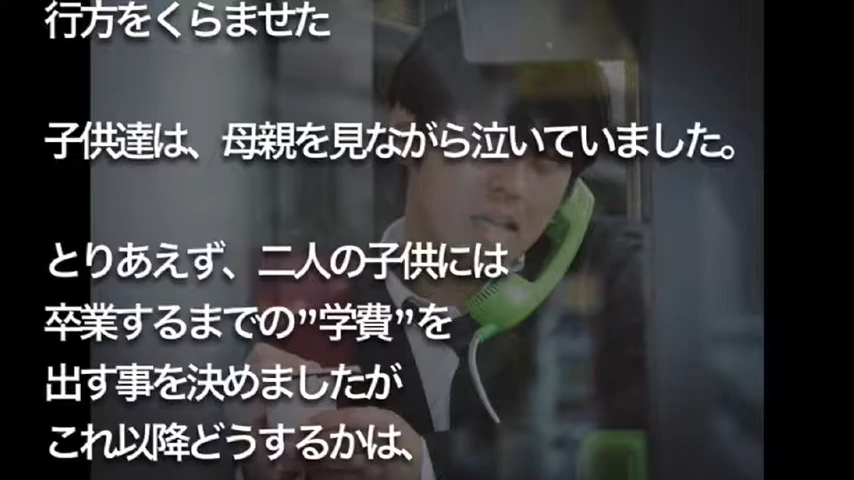 行方をくらませた
子供達は、母親を見ながら泣いていました。
とりあえず、二人の子供には
卒業するまでの”学費”を
出す事を決めましたが
これ以降どうするかは、